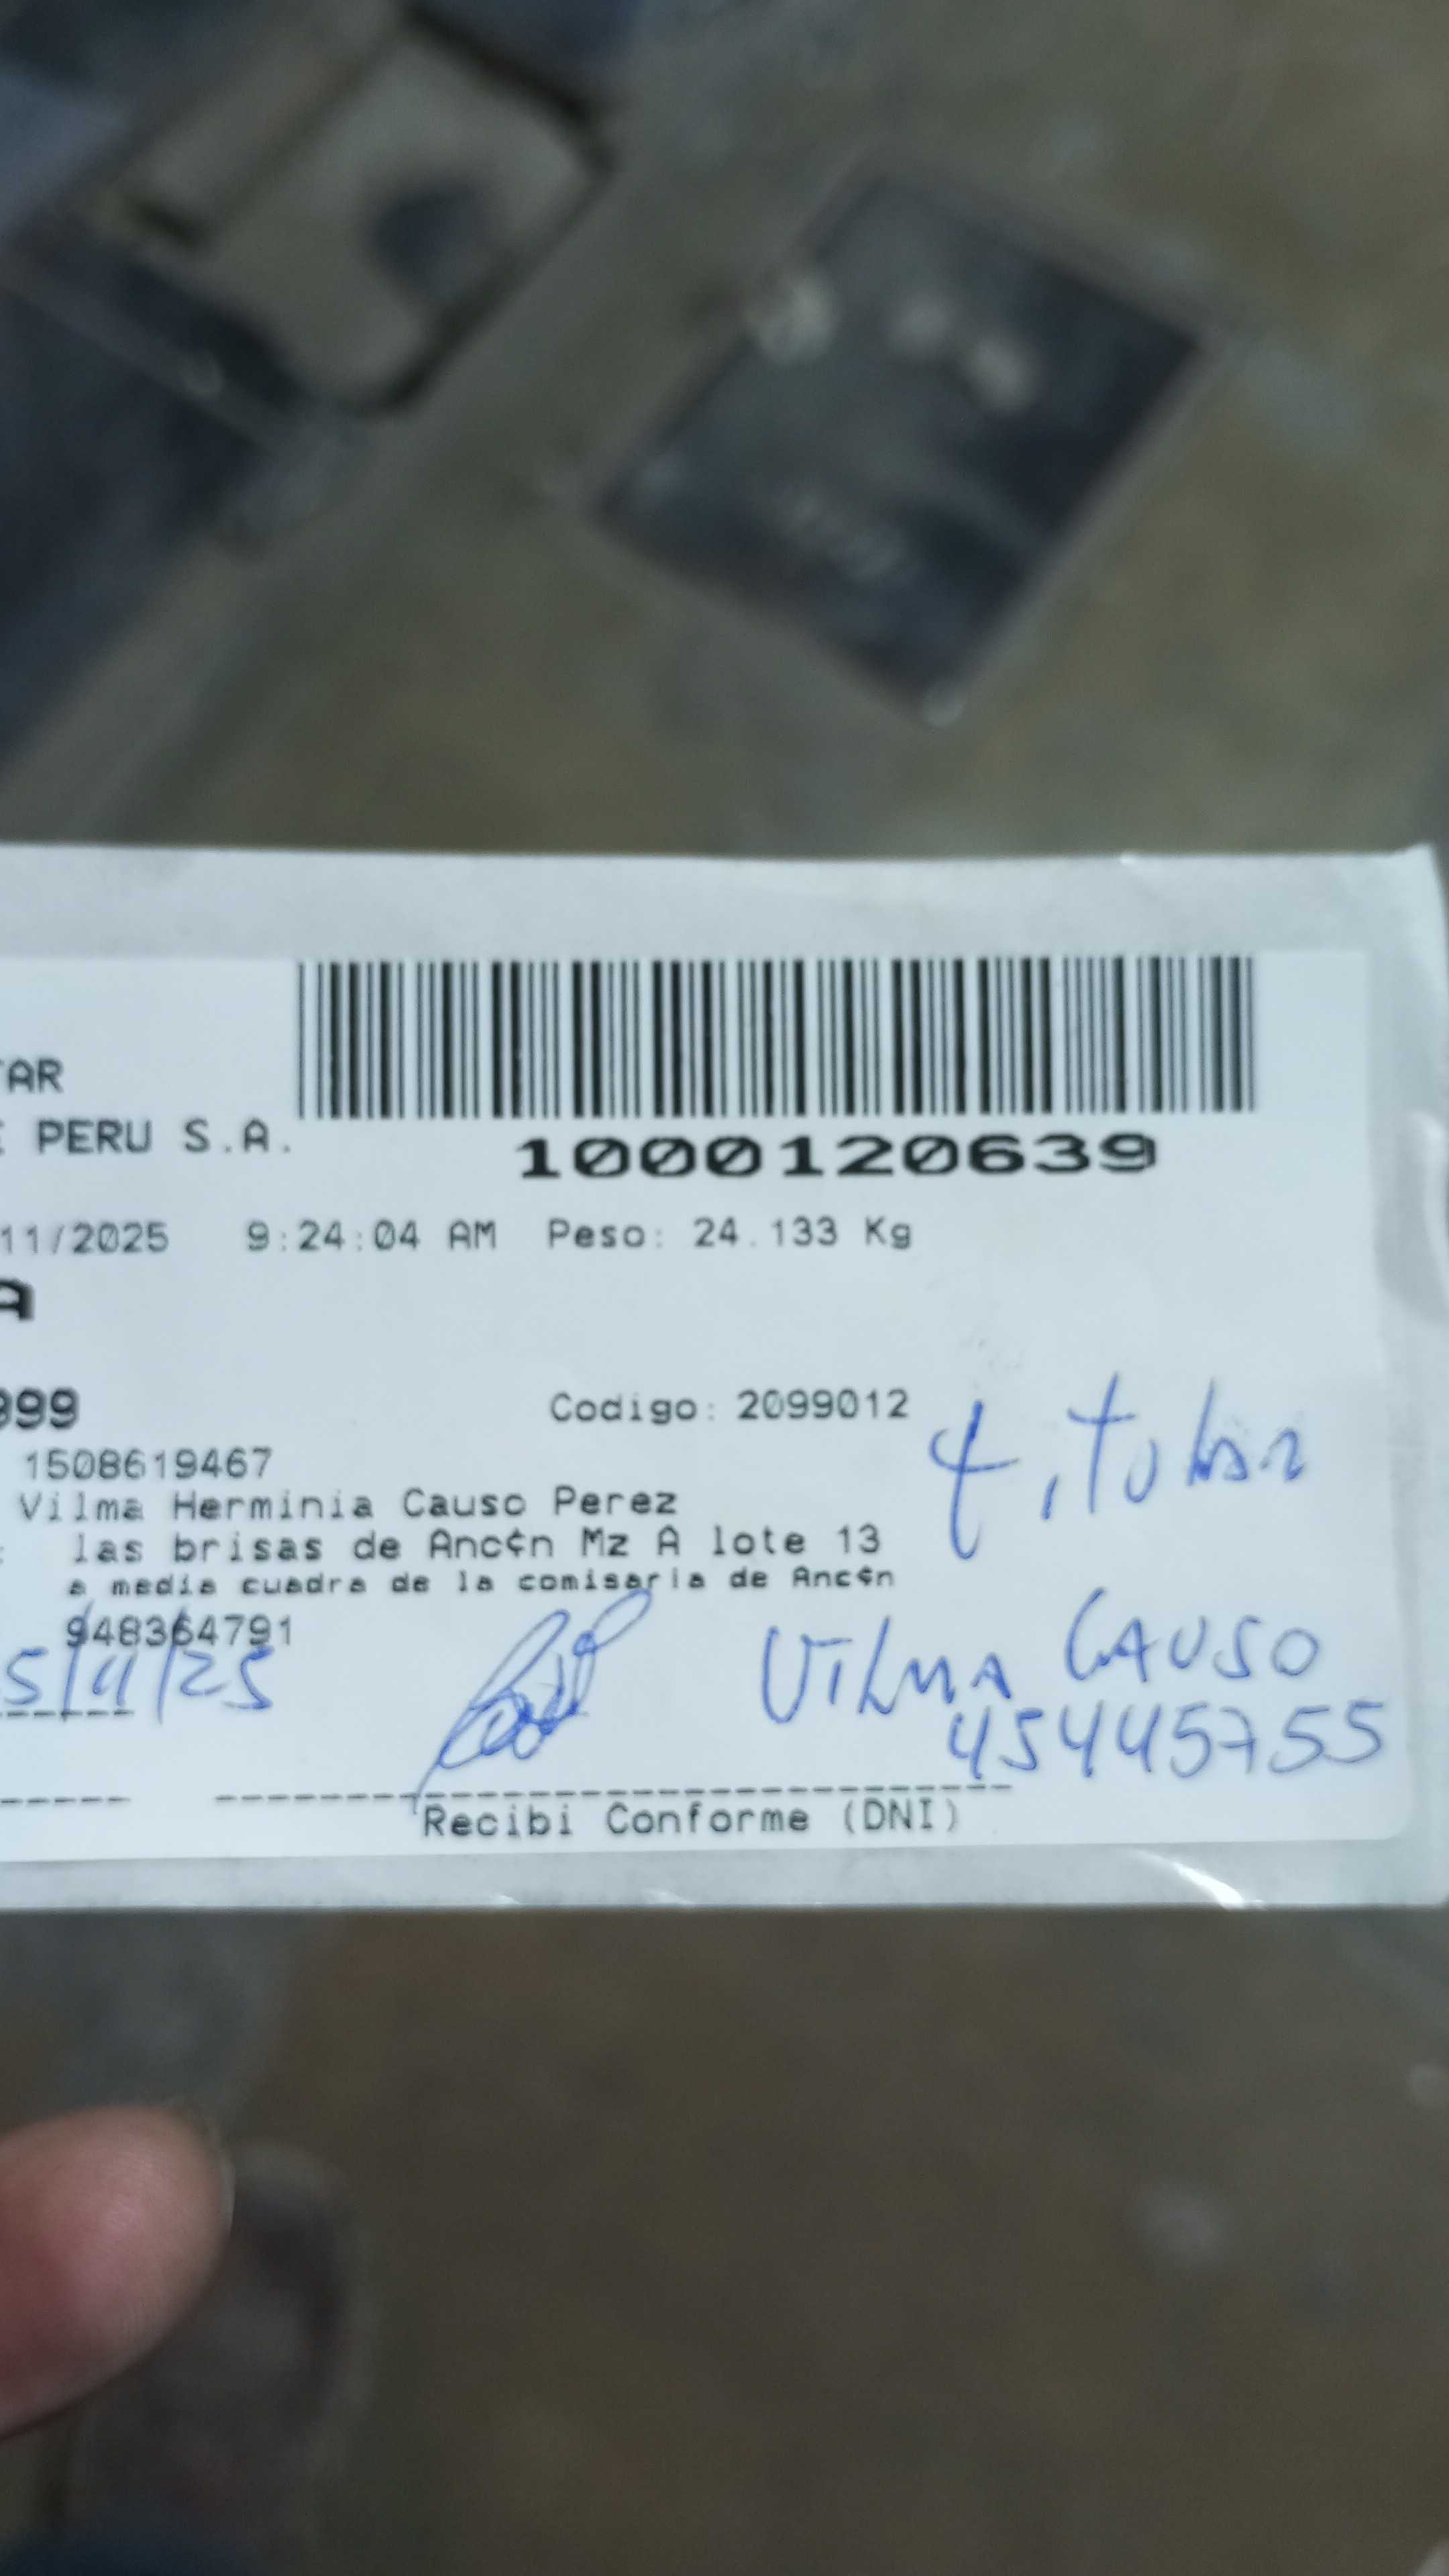 TAR
E PERU S.A.
1000120639
11/2025 9:24:04 AM Peso: 24.133 Kg
A
999
Codigo: 2099012
1508619467
Vilma Herminia Causo Perez
: las brisas de Anc¢n Mz A lote 13
a media cuadra de la comisaria de Anc¢n
948364791
5/11/25
VilMA CAUSO
45445755
Recibi Conforme (DNI)